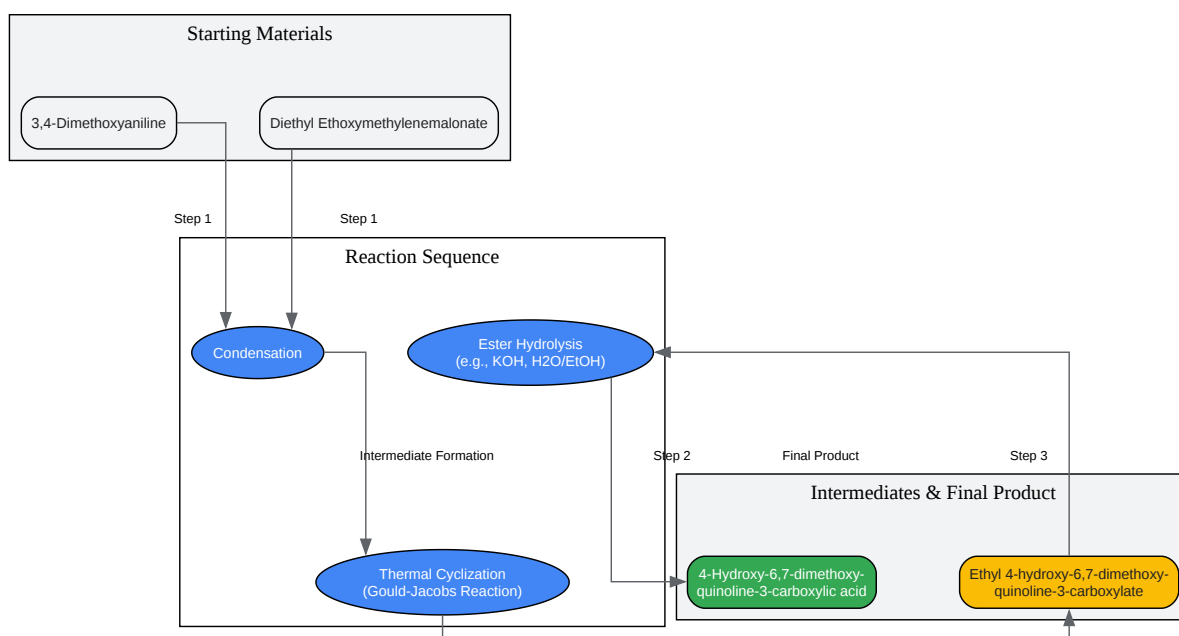 Starting Materials
3,4-Dimethoxyaniline
Diethyl Ethoxymethylenemalonate
Step 1
Step 1
Reaction Sequence
Condensation
Ester Hydrolysis
(e.g., KOH, H2O/EtOH)
Intermediate Formation
Step 2
Final Product
Step 3
Intermediates & Final Product
Thermal Cyclization
(Gould-Jacobs Reaction)
4-Hydroxy-6,7-dimethoxy-
quinoline-3-carboxylic acid
Ethyl 4-hydroxy-6,7-dimethoxy-
quinoline-3-carboxylate